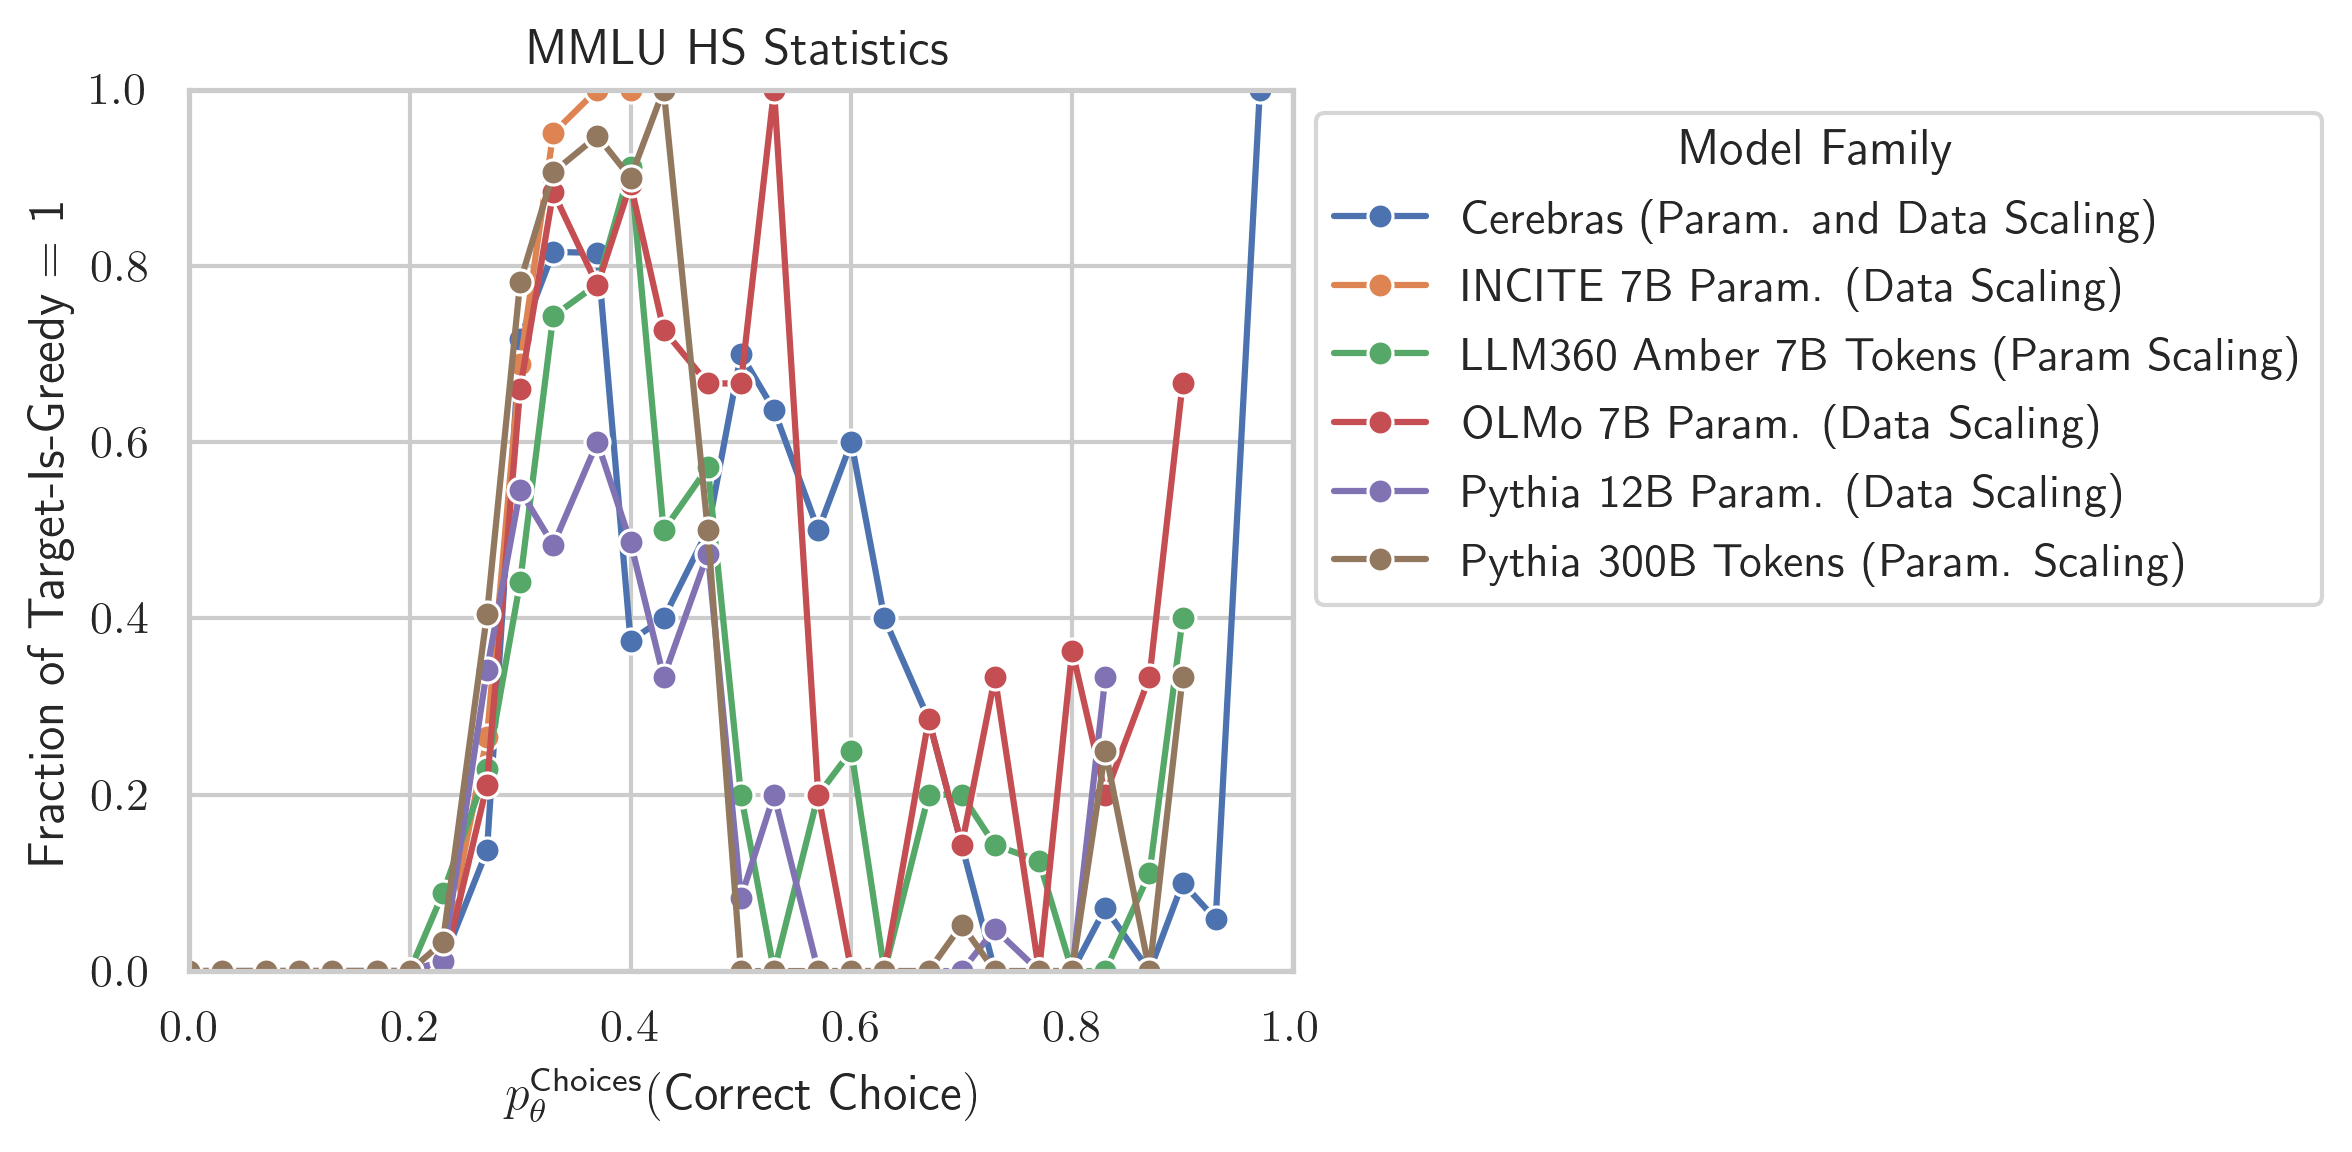 MMLU HS Statistics
1.0
0.8
0.6
0.4
0.2
0.0
Fraction of Target-Is-Greedy = 1
0.0 0.2 0.4 0.6 0.8 1.0
p_θ^Choices(Correct Choice)
Model Family
Cerebras (Param. and Data Scaling)
INCITE 7B Param. (Data Scaling)
LLM360 Amber 7B Tokens (Param Scaling)
OLMo 7B Param. (Data Scaling)
Pythia 12B Param. (Data Scaling)
Pythia 300B Tokens (Param. Scaling)